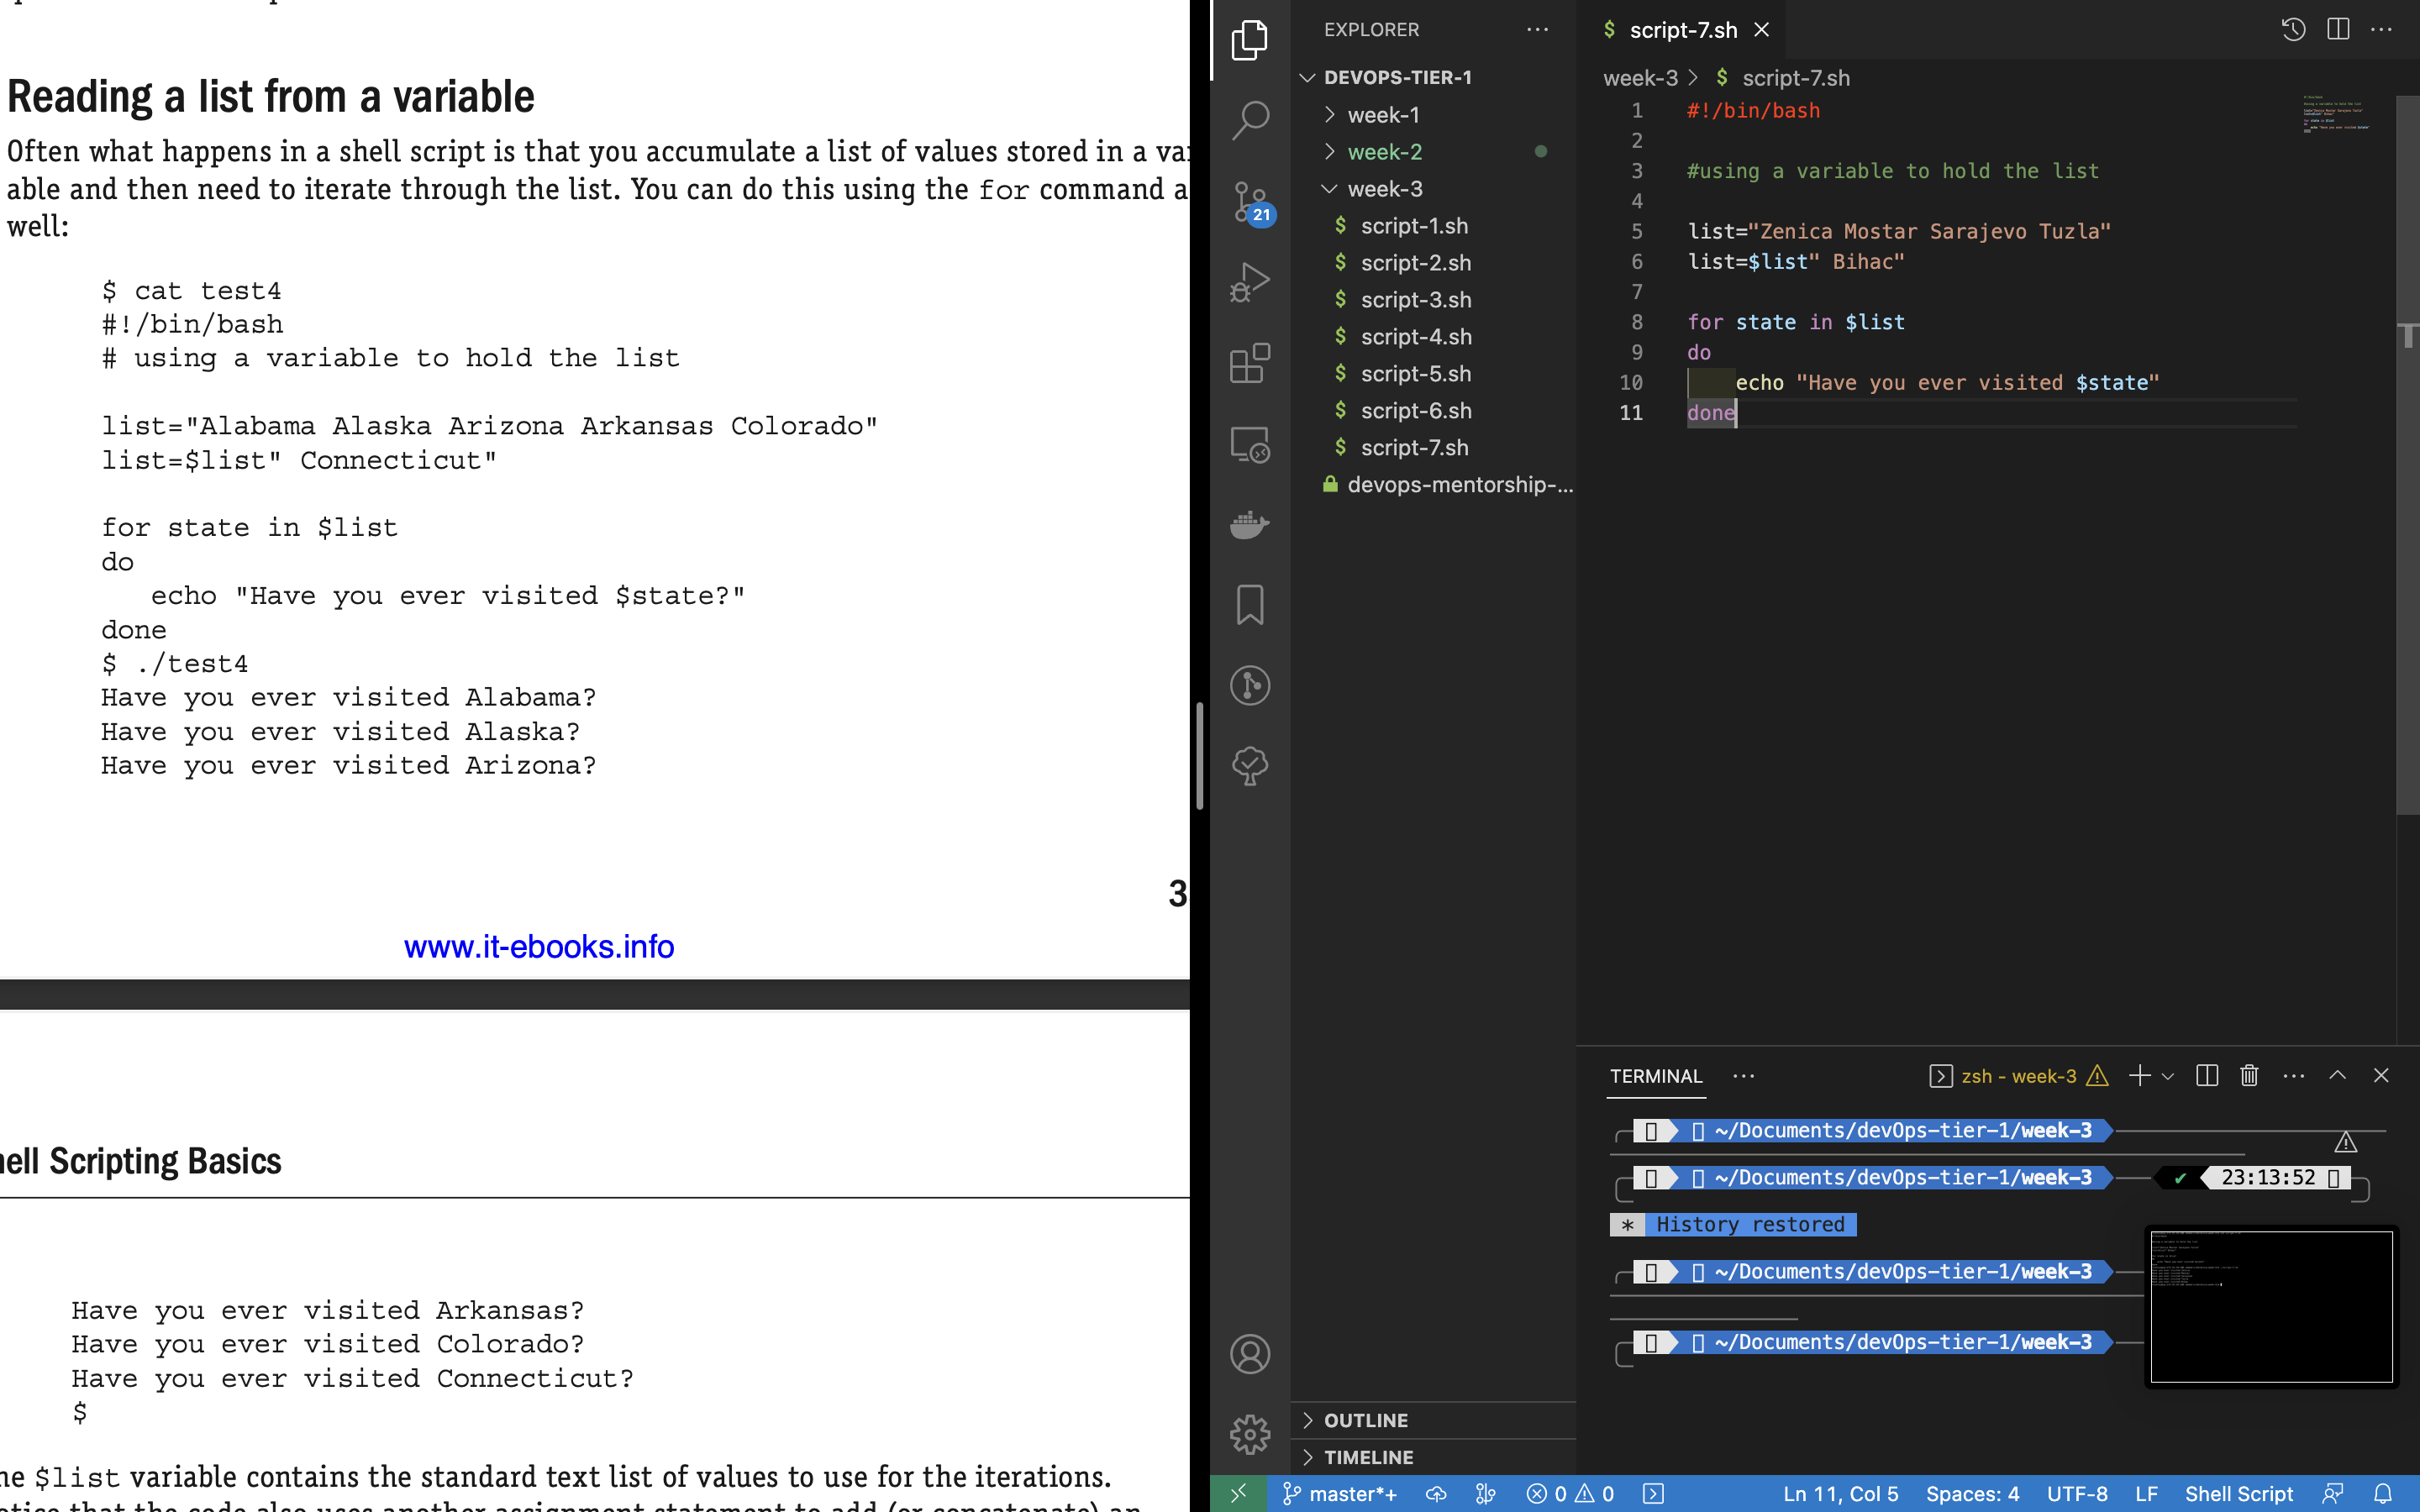 Reading a list from a variable
Often what happens in a shell script is that you accumulate a list of values stored in a va
able and then need to iterate through the list. You can do this using the for command a
well:
$ cat test4
#!/bin/bash
# using a variable to hold the list
list="Alabama Alaska Arizona Arkansas Colorado"
list=$list" Connecticut"
for state in $list
do
echo "Have you ever visited $state?"
done
$ ./test4
Have you ever visited Alabama?
Have you ever visited Alaska?
Have you ever visited Arizona?
3
www.it-ebooks.info
ell Scripting Basics
Have you ever visited Arkansas?
Have you ever visited Colorado?
Have you ever visited Connecticut?
$
he $list variable contains the standard text list of values to use for the iterations.
21
EXPLORER
DEVOPS-TIER-1
week-1
week-2
week-3
$ script-1.sh
$ script-2.sh
$ script-3.sh
$ script-4.sh
$ script-5.sh
$ script-6.sh
$ script-7.sh
devops-mentorship-...
OUTLINE
TIMELINE
$ script-7.sh
week-3 > $ script-7.sh
1 #!/bin/bash
2
3 #using a variable to hold the list
4
5 list="Zenica Mostar Sarajevo Tuzla"
6 list=$list" Bihac"
7
8 for state in $list
9 do
10 echo "Have you ever visited $state"
11 done
TERMINAL
zsh - week-3
~/Documents/devOps-tier-1/week-3
~/Documents/devOps-tier-1/week-3 ✔ 23:13:52
* History restored
~/Documents/devOps-tier-1/week-3
~/Documents/devOps-tier-1/week-3
master*+ 0 0 Ln 11, Col 5 Spaces: 4 UTF-8 LF Shell Script